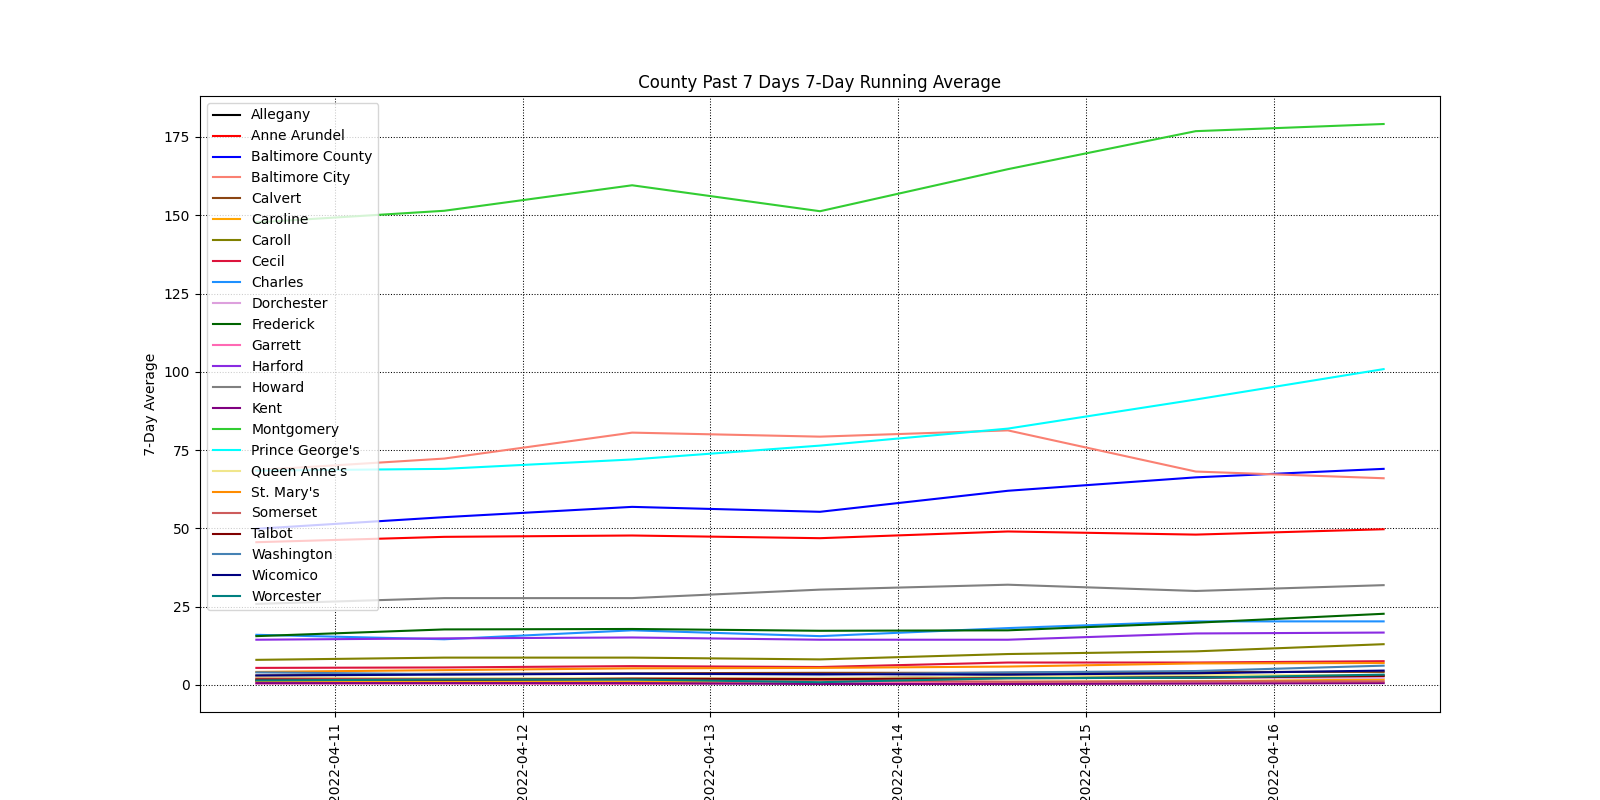 County Past 7 Days 7-Day Running Average
Allegany
Anne Arundel
Baltimore County
Baltimore City
Calvert
Caroline
Caroll
Cecil
Charles
Dorchester
Frederick
Garrett
Harford
Howard
Kent
Montgomery
Prince George's
Queen Anne's
St. Mary's
Somerset
Talbot
Washington
Wicomico
Worcester
7-Day Average
175
150
125
100
75
50
25
0
2022-04-11
2022-04-12
2022-04-13
2022-04-14
2022-04-15
2022-04-16